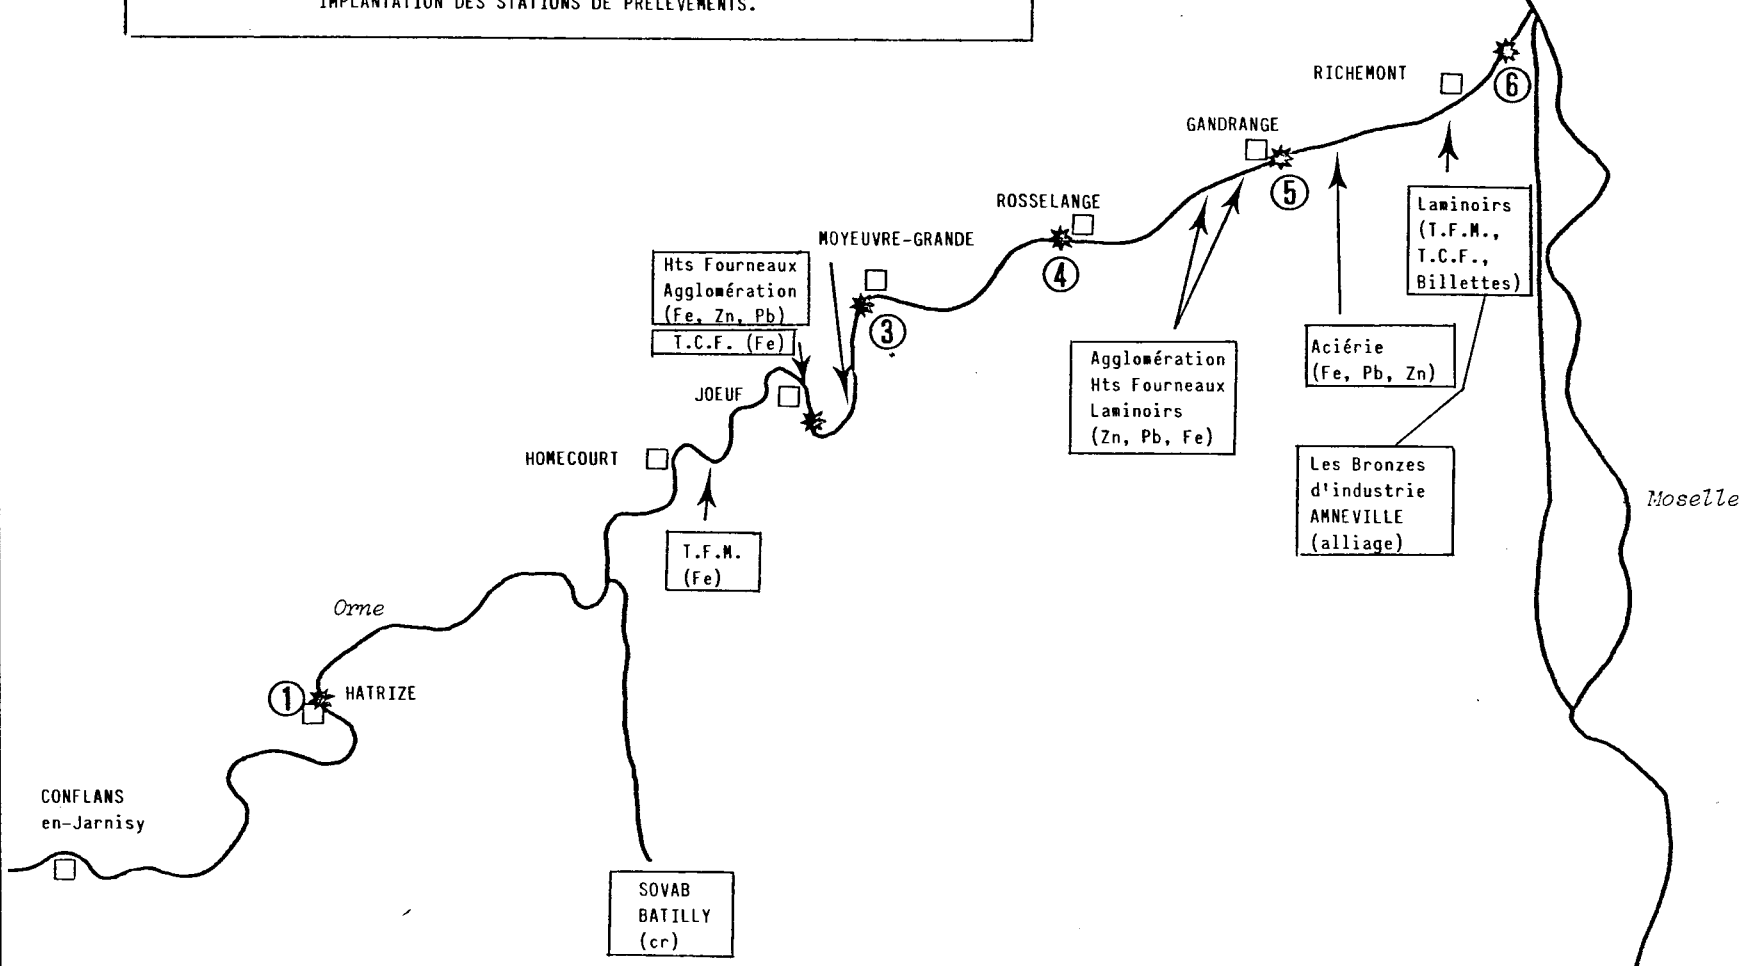 IMPLANTATION DES STATIONS DE PRELEVEMENTS.
RICHEMONT
6
GANDRANGE
5
Laminoirs
(T.F.M.,
T.C.F.,
Billettes)
ROSSELANGE
4
MOYEUVRE-GRANDE
3
Hts Fourneaux
Agglomération
(Fe, Zn, Pb)
T.C.F. (Fe)
Aciérie
(Fe, Pb, Zn)
Agglomération
Hts Fourneaux
Laminoirs
(Zn, Pb, Fe)
JOEUF
HOMECOURT
Les Bronzes
d'industrie
AMNEVILLE
(alliage)
Moselle
T.F.M.
(Fe)
Orne
1
HATRIZE
CONFLANS
en-Jarnisy
SOVAB
BATILLY
(cr)